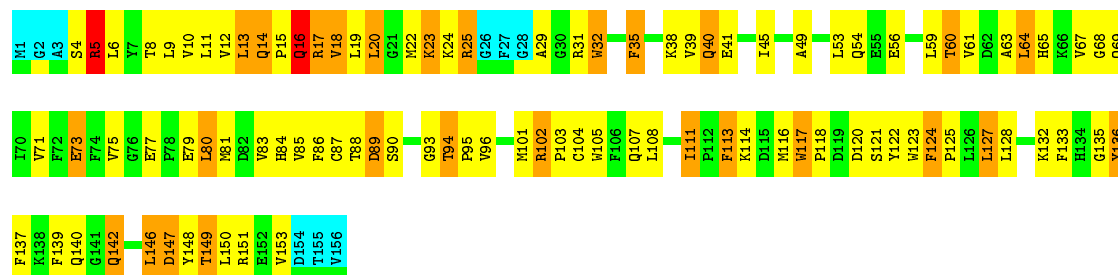 M1 G2 A3 S4 R5 L6 Y7 T8 L9 V10 L11 V12 L13 Q14 P15 Q16 R17 V18 L19 L20 G21 M22 K23 K24 R25 G26 F27 G28 A29 G30 R31 W32 F35 K38 V39 Q40 E41 I45 A49 L53 Q54 E55 E56 L59 T60 V61 D62 A63 L64 H65 K66 V67 G68
I70 V71 F72 E73 F74 V75 G76 E77 P78 E79 L80 M81 D82 V83 H84 V85 F86 C87 T88 D89 S90 G93 T94 P95 V96 M101 R102 P103 C104 W105 F106 Q107 L108 I111 P112 F113 K114 D115 M116 W117 P118 D119 D120 S121 Y122 W123 F124 P125 L126 L127 L128 K132 F133 H134 G135
F137 K138 F139 Q140 G141 Q142 L146 D147 Y148 T149 L150 R151 E152 V153 D154 T155 V156